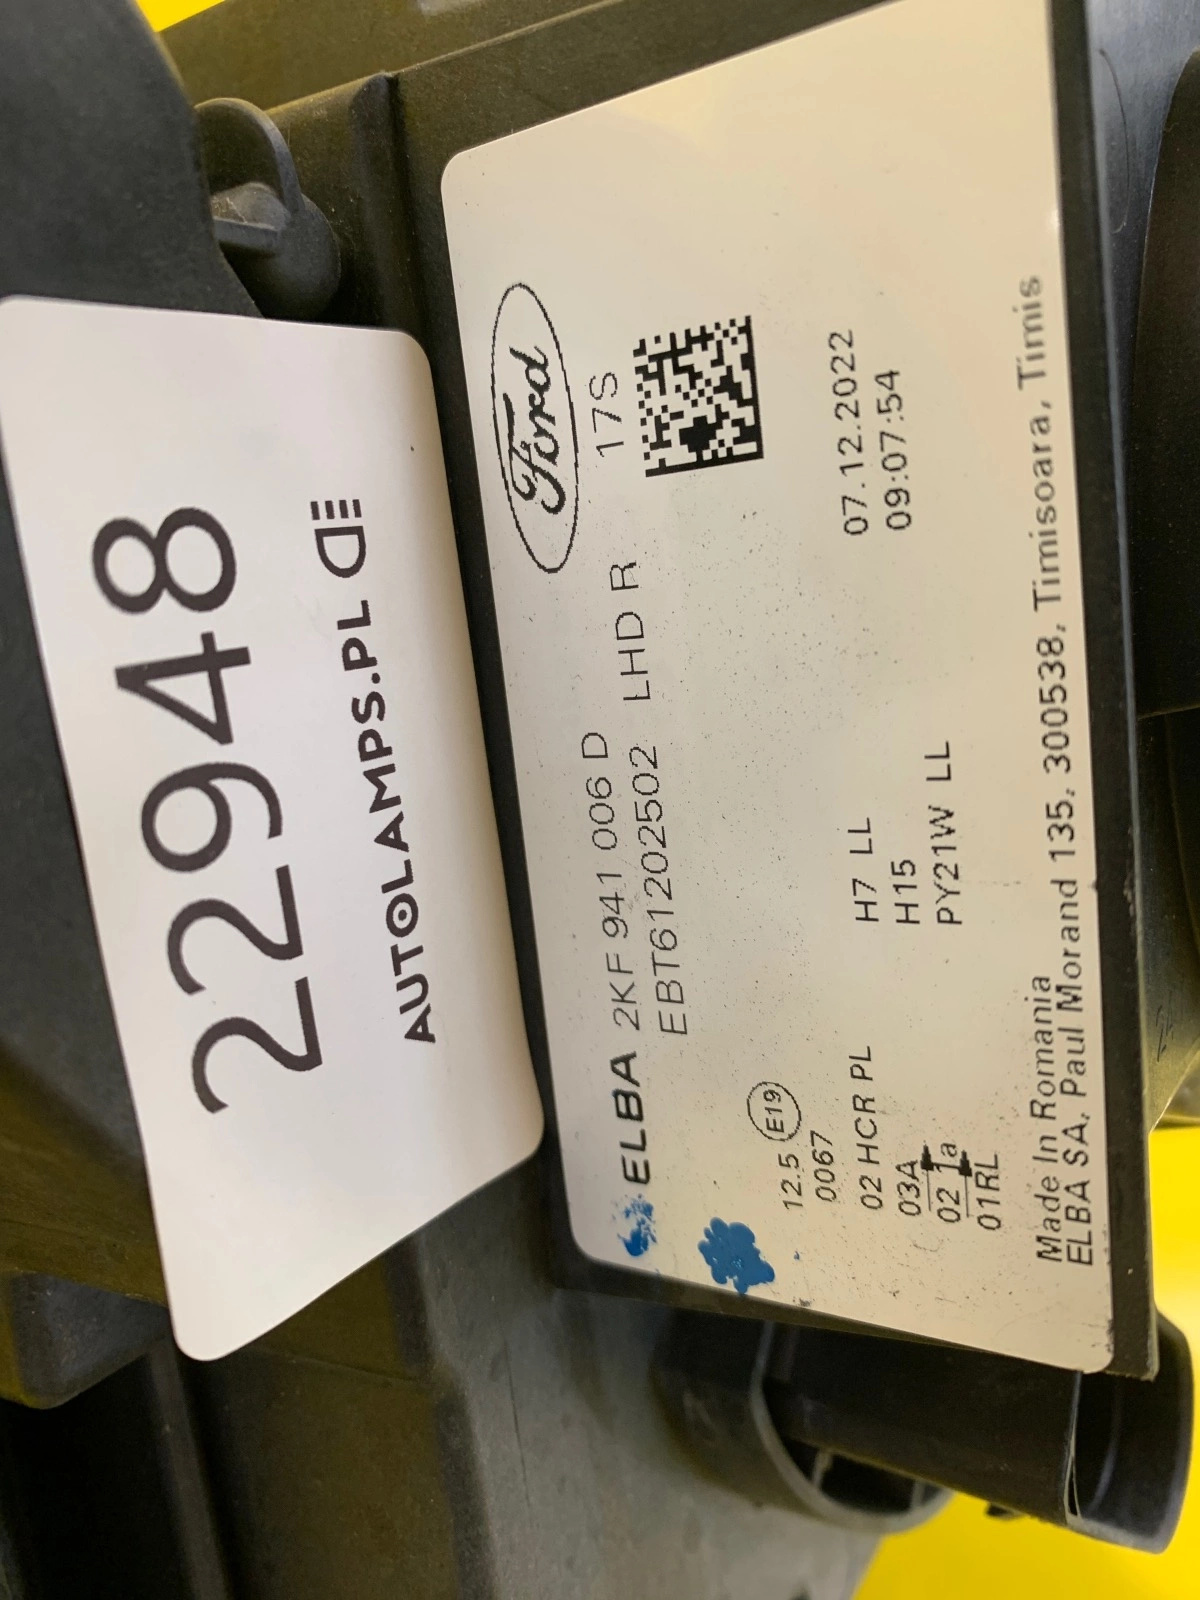 22948
AUTOLAMPS.PL
Ford
ELBA 2KF 941 006 D
17S
EBT61202502 LHD R
12.5 E19
0067
02 HCR PL
03A
02 1a
01RL
H7 LL
H15
PY21W LL
07.12.2022
09:07:54
Made In Romania
ELBA SA. Paul Morand 135. 300538, Timisoara, Timis